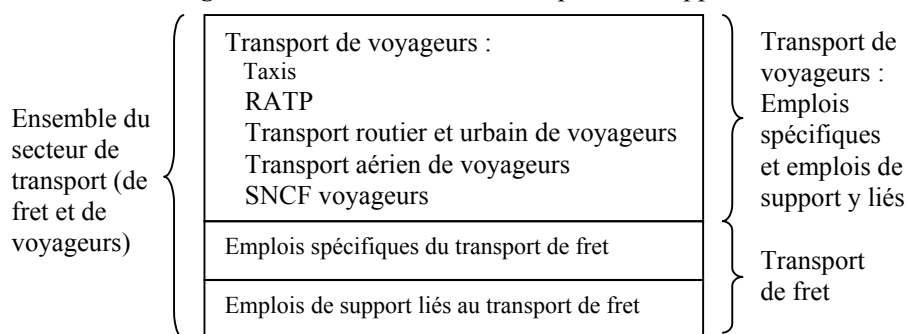 Transport de voyageurs :
Taxis
RATP
Transport routier et urbain de voyageurs
Transport aérien de voyageurs
SNCF voyageurs
Emplois spécifiques du transport de fret
Emplois de support liés au transport de fret
Ensemble du
secteur de
transport (de
fret et de
voyageurs)
Transport de
voyageurs :
Emplois
spécifiques
et emplois de
support y liés
Transport
de fret